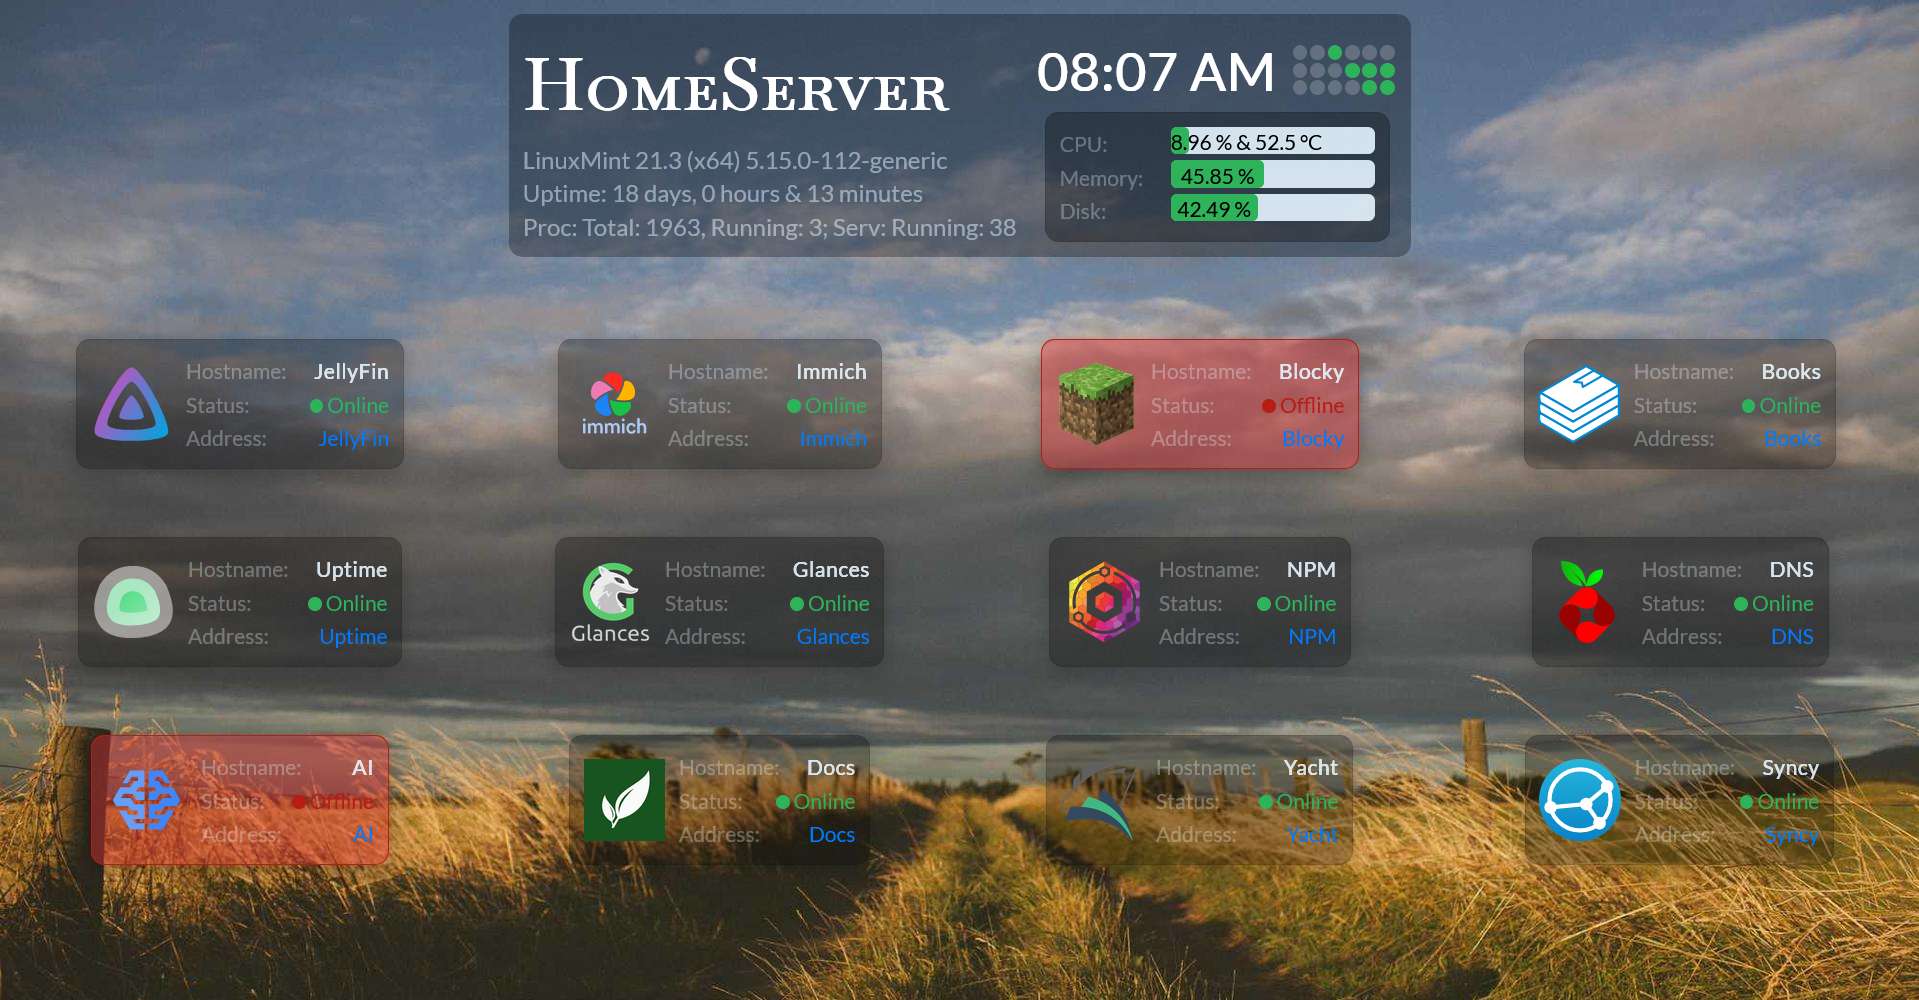 HomeServer
08:07 AM
LinuxMint 21.3 (x64) 5.15.0-112-generic
Uptime: 18 days, 0 hours & 13 minutes
Proc: Total: 1963, Running: 3; Serv: Running: 38
CPU: 8.96 % & 52.5 °C
Memory: 45.85 %
Disk: 42.49 %
Hostname: JellyFin
Status: Online
Address: JellyFin
immich
Hostname: Immich
Status: Online
Address: Immich
Hostname: Blocky
Status: Offline
Address: Blocky
Hostname: Books
Status: Online
Address: Books
Hostname: Uptime
Status: Online
Address: Uptime
Glances
Hostname: Glances
Status: Online
Address: Glances
Hostname: NPM
Status: Online
Address: NPM
Hostname: DNS
Status: Online
Address: DNS
Hostname: AI
Status: Offline
Address: AI
Hostname: Docs
Status: Online
Address: Docs
Hostname: Yacht
Status: Online
Address: Yacht
Hostname: Syncy
Status: Online
Address: Syncy